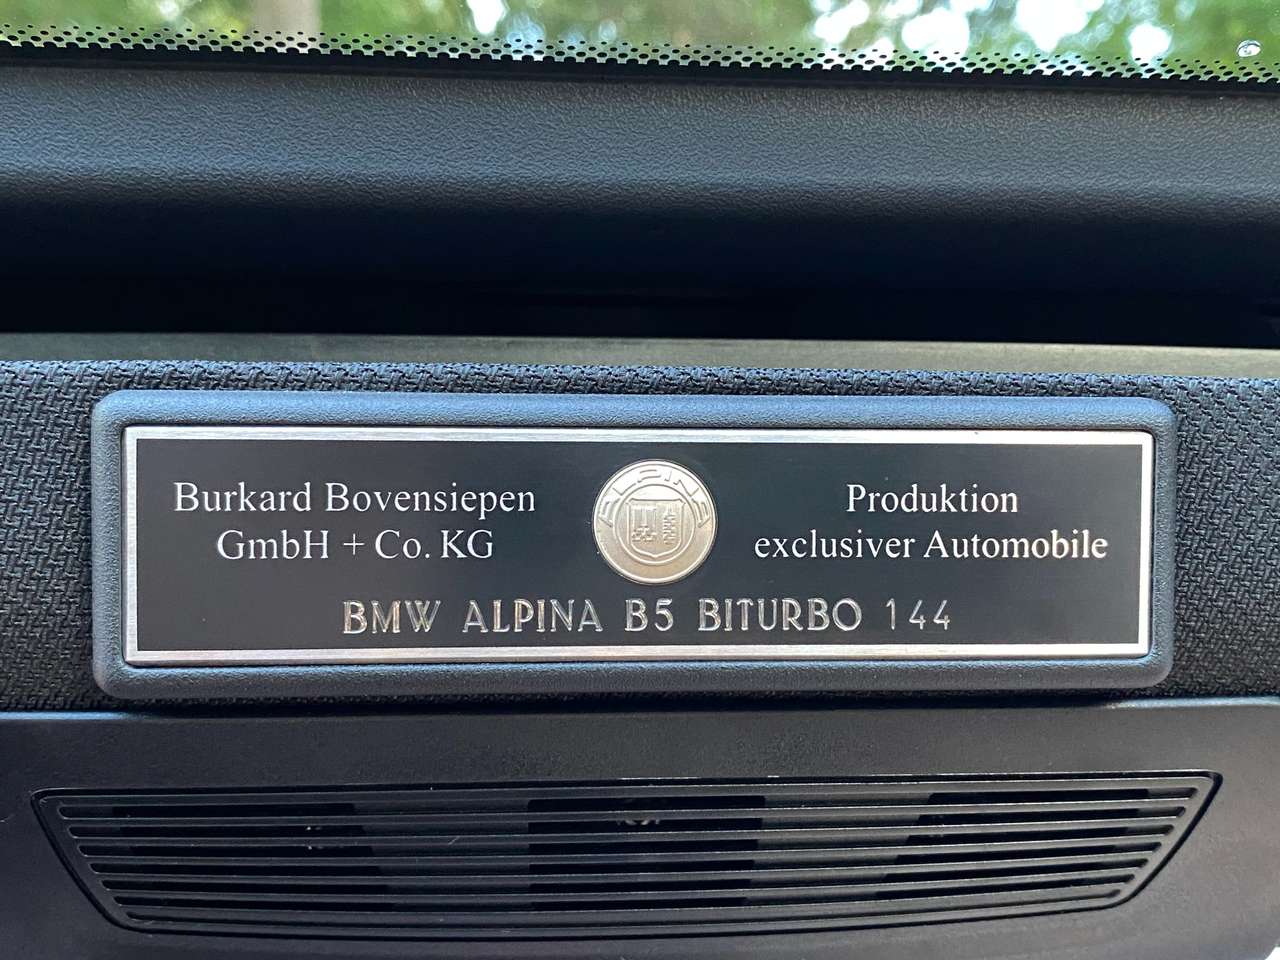 Burkard Bovensiepen
GmbH + Co. KG
ALPINA
Produktion
exclusiver Automobile
BMW ALPINA B5 BITURBO 144